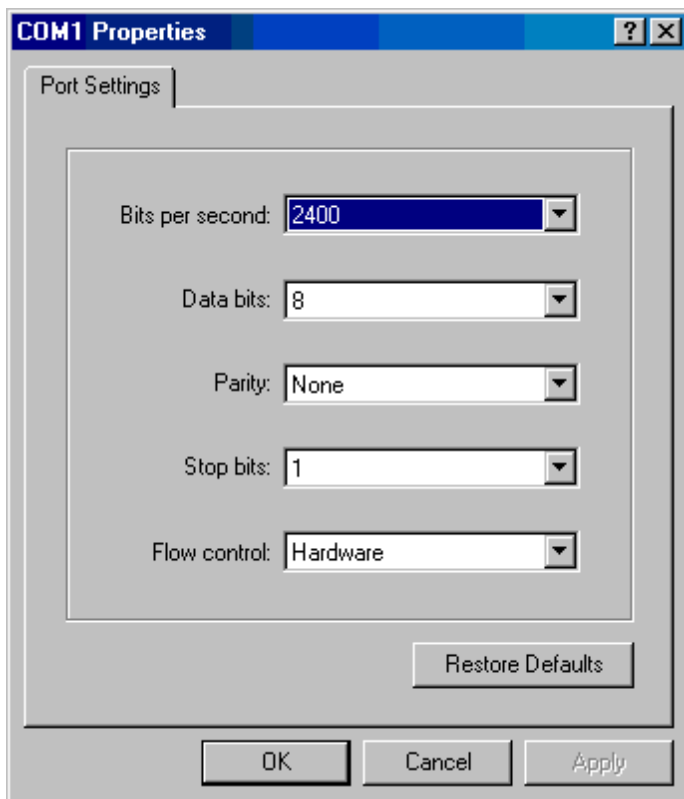 COM1 Properties
Port Settings
Bits per second: 2400
Data bits: 8
Parity: None
Stop bits: 1
Flow control: Hardware
Restore Defaults
OK Cancel Apply